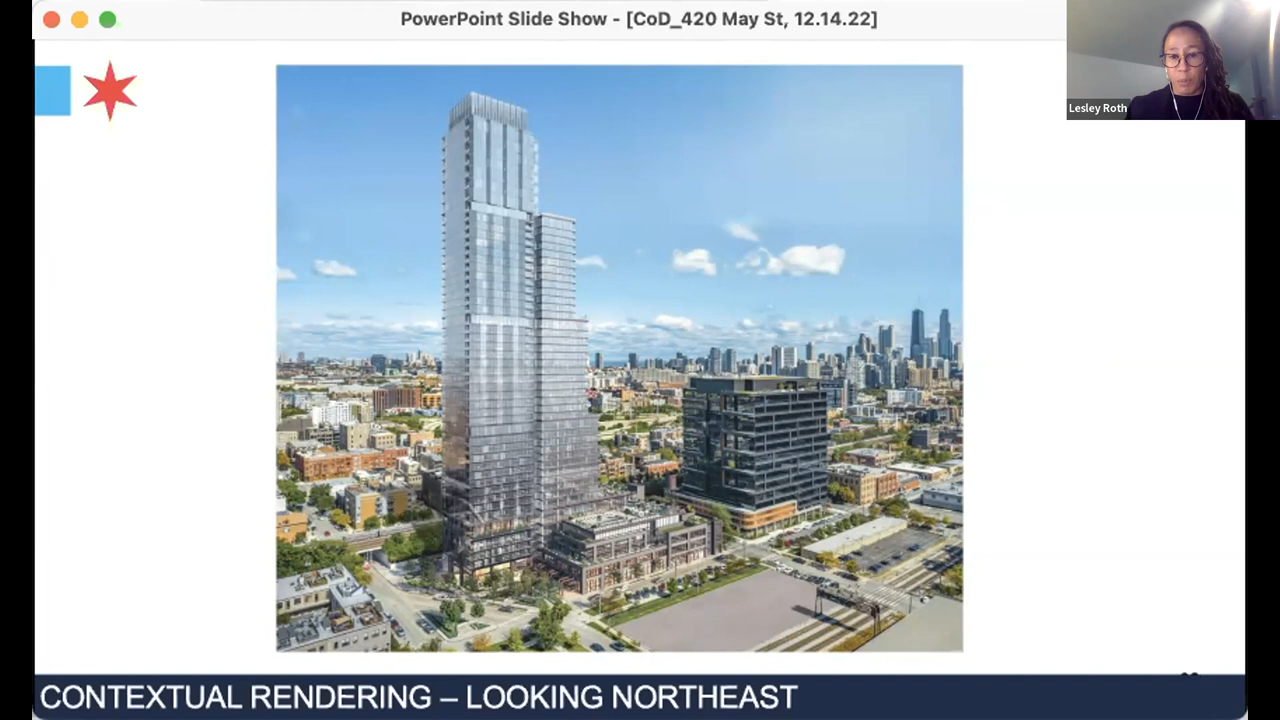 PowerPoint Slide Show - [CoD_420 May St, 12.14.22]
Lesley Roth
CONTEXTUAL RENDERING – LOOKING NORTHEAST